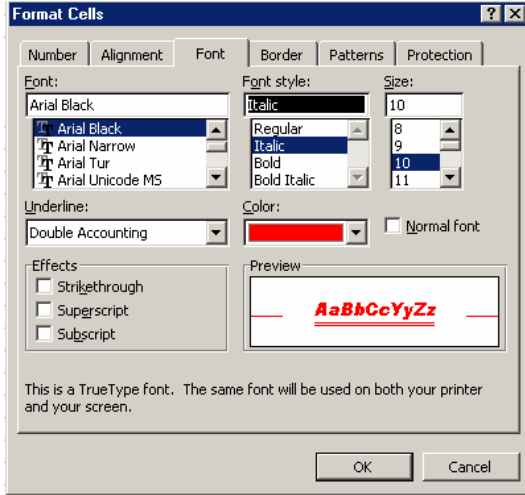 Format Cells
Number Alignment Font Border Patterns Protection
Font: Font style: Size:
Arial Black Italic 10
Arial Black Regular 8
Arial Narrow Italic 9
Arial Tur Bold 10
Arial Unicode MS Bold Italic 11
Underline: Color:
Double Accounting Normal font
Effects Preview
Strikethrough
Superscript AaBbCcYyZz
Subscript
This is a TrueType font. The same font will be used on both your printer
and your screen.
OK Cancel